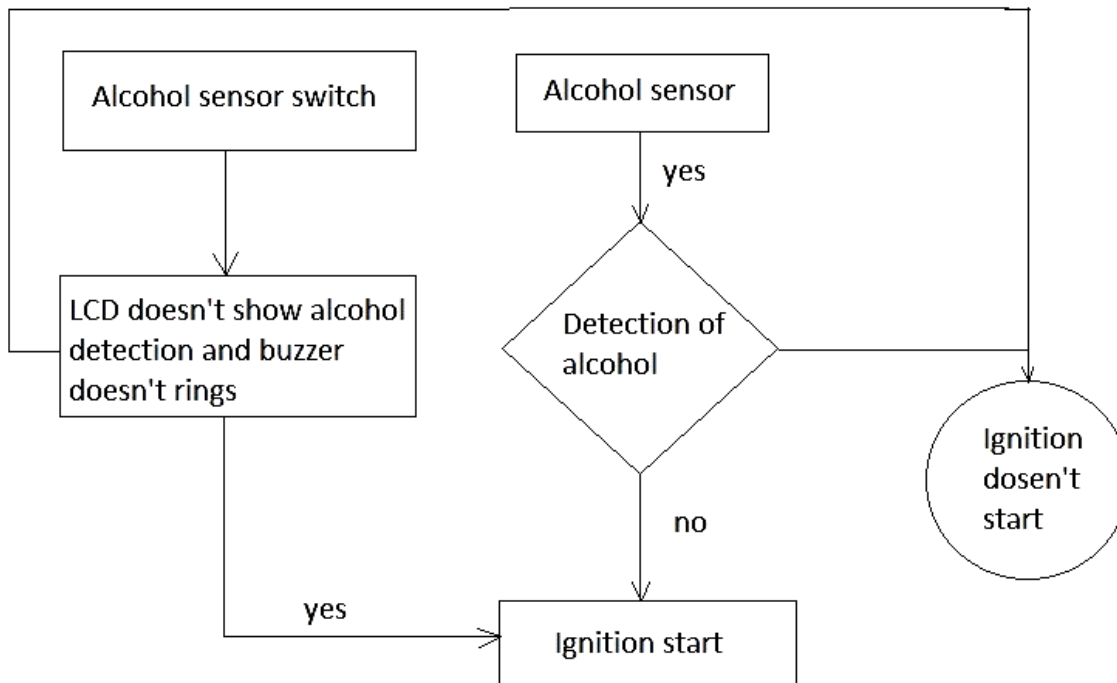 Alcohol sensor switch
Alcohol sensor
yes
LCD doesn't show alcohol
detection and buzzer
doesn't rings
Detection of
alcohol
Ignition
dosen't
start
no
yes
Ignition start